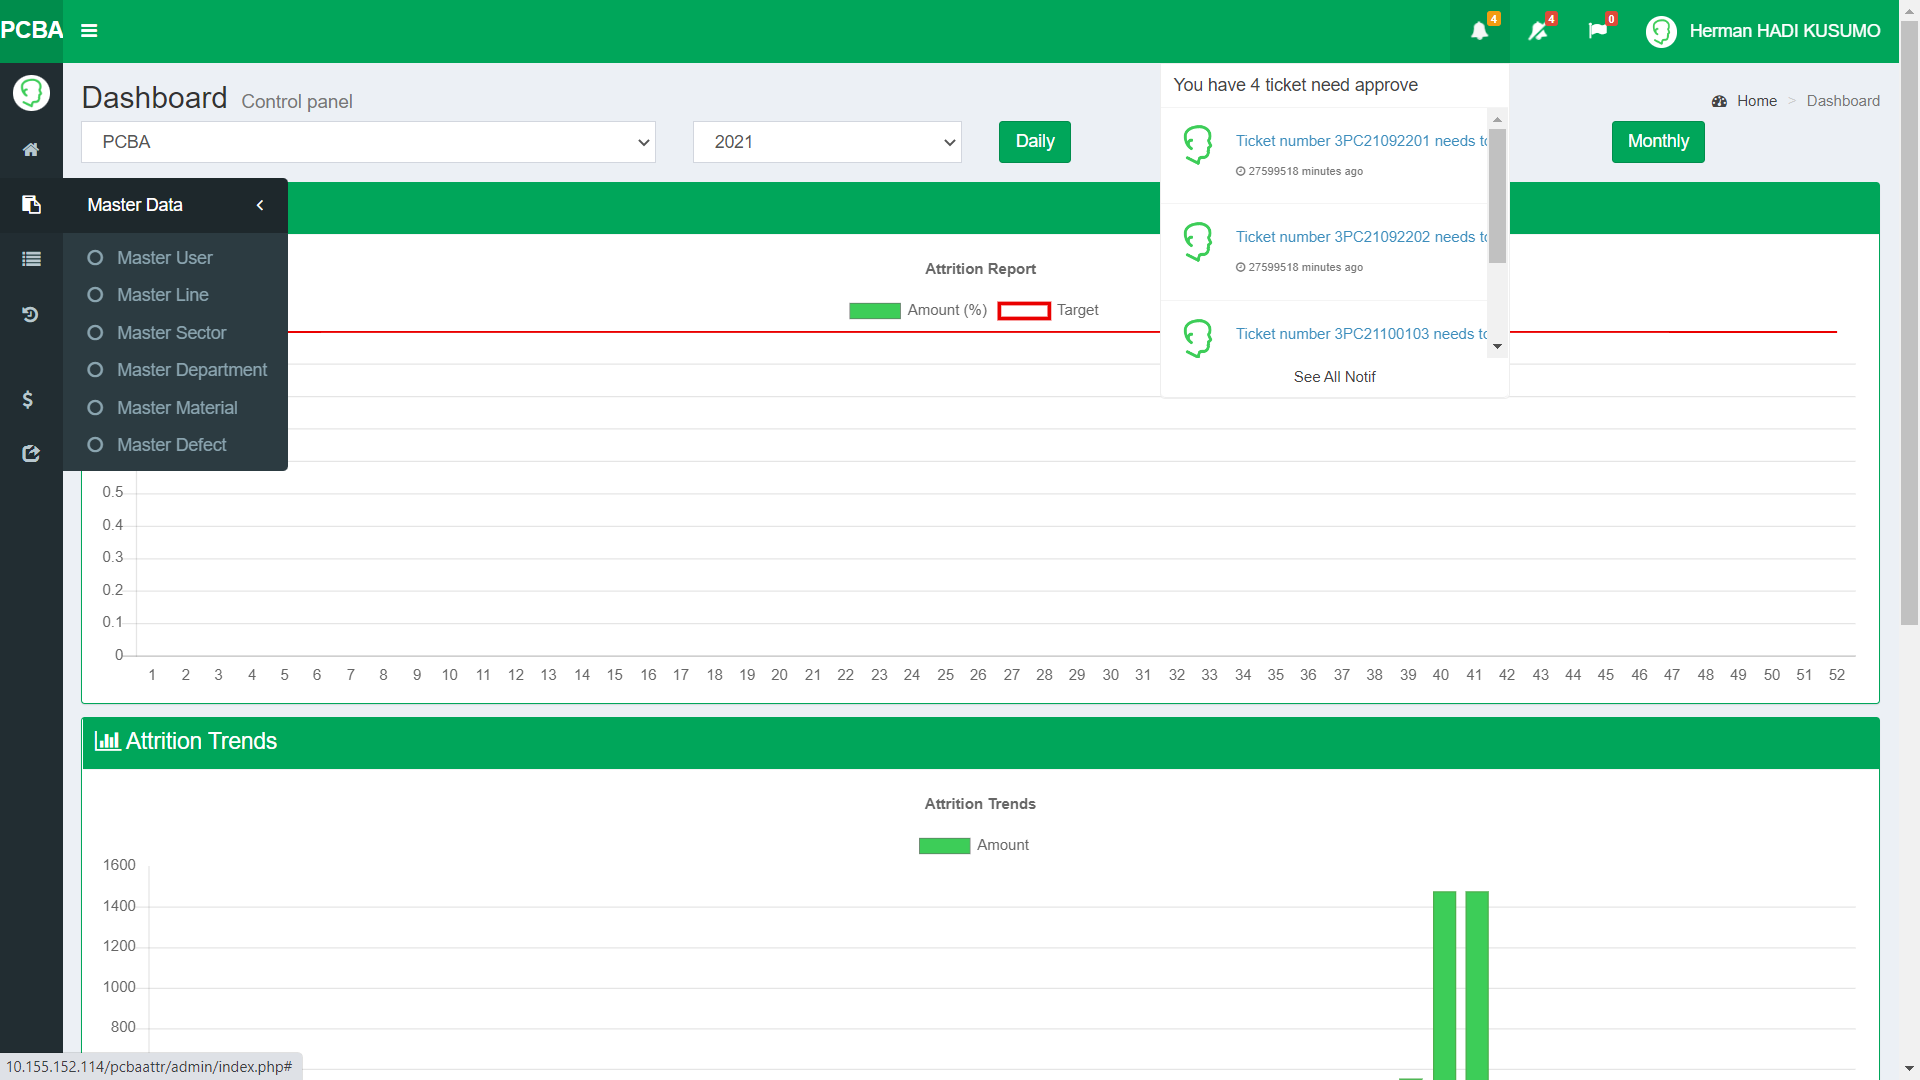 PCBA
4
4
0
Herman HADI KUSUMO
Dashboard Control panel
Home > Dashboard
PCBA
2021
Daily
Monthly
You have 4 ticket need approve
Ticket number 3PC21092201 needs to
27599518 minutes ago
Ticket number 3PC21092202 needs to
27599518 minutes ago
Ticket number 3PC21100103 needs to
See All Notif
Master Data
Master User
Master Line
Master Sector
Master Department
Master Material
Master Defect
Attrition Report
Amount (%) Target
0.5
0.4
0.3
0.2
0.1
0
1 2 3 4 5 6 7 8 9 10 11 12 13 14 15 16 17 18 19 20 21 22 23 24 25 26 27 28 29 30 31 32 33 34 35 36 37 38 39 40 41 42 43 44 45 46 47 48 49 50 51 52
Attrition Trends
Attrition Trends
Amount
1600
1400
1200
1000
800
10.155.152.114/pcbaattr/admin/index.php#